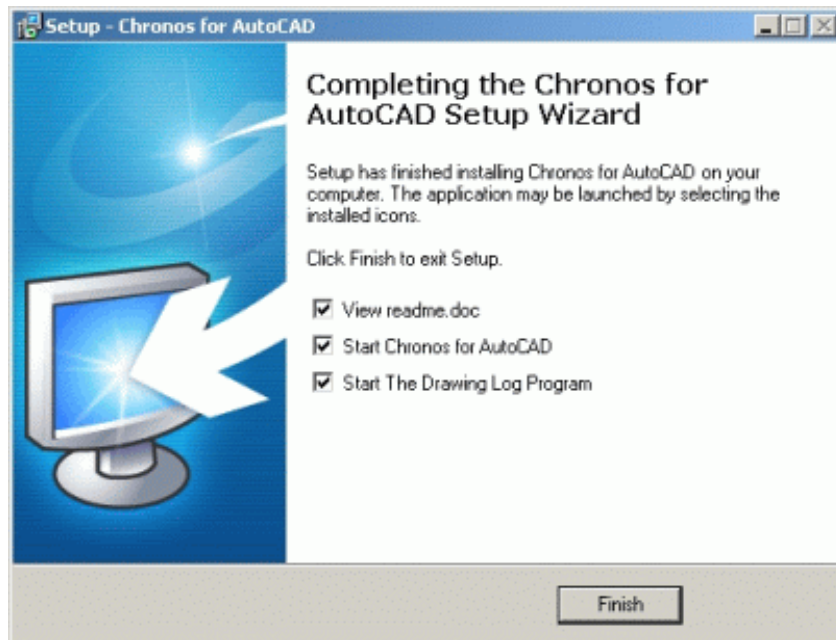 Setup - Chronos for AutoCAD
Completing the Chronos for
AutoCAD Setup Wizard
Setup has finished installing Chronos for AutoCAD on your
computer. The application may be launched by selecting the
installed icons.
Click Finish to exit Setup.
View readme.doc
Start Chronos for AutoCAD
Start The Drawing Log Program
Finish